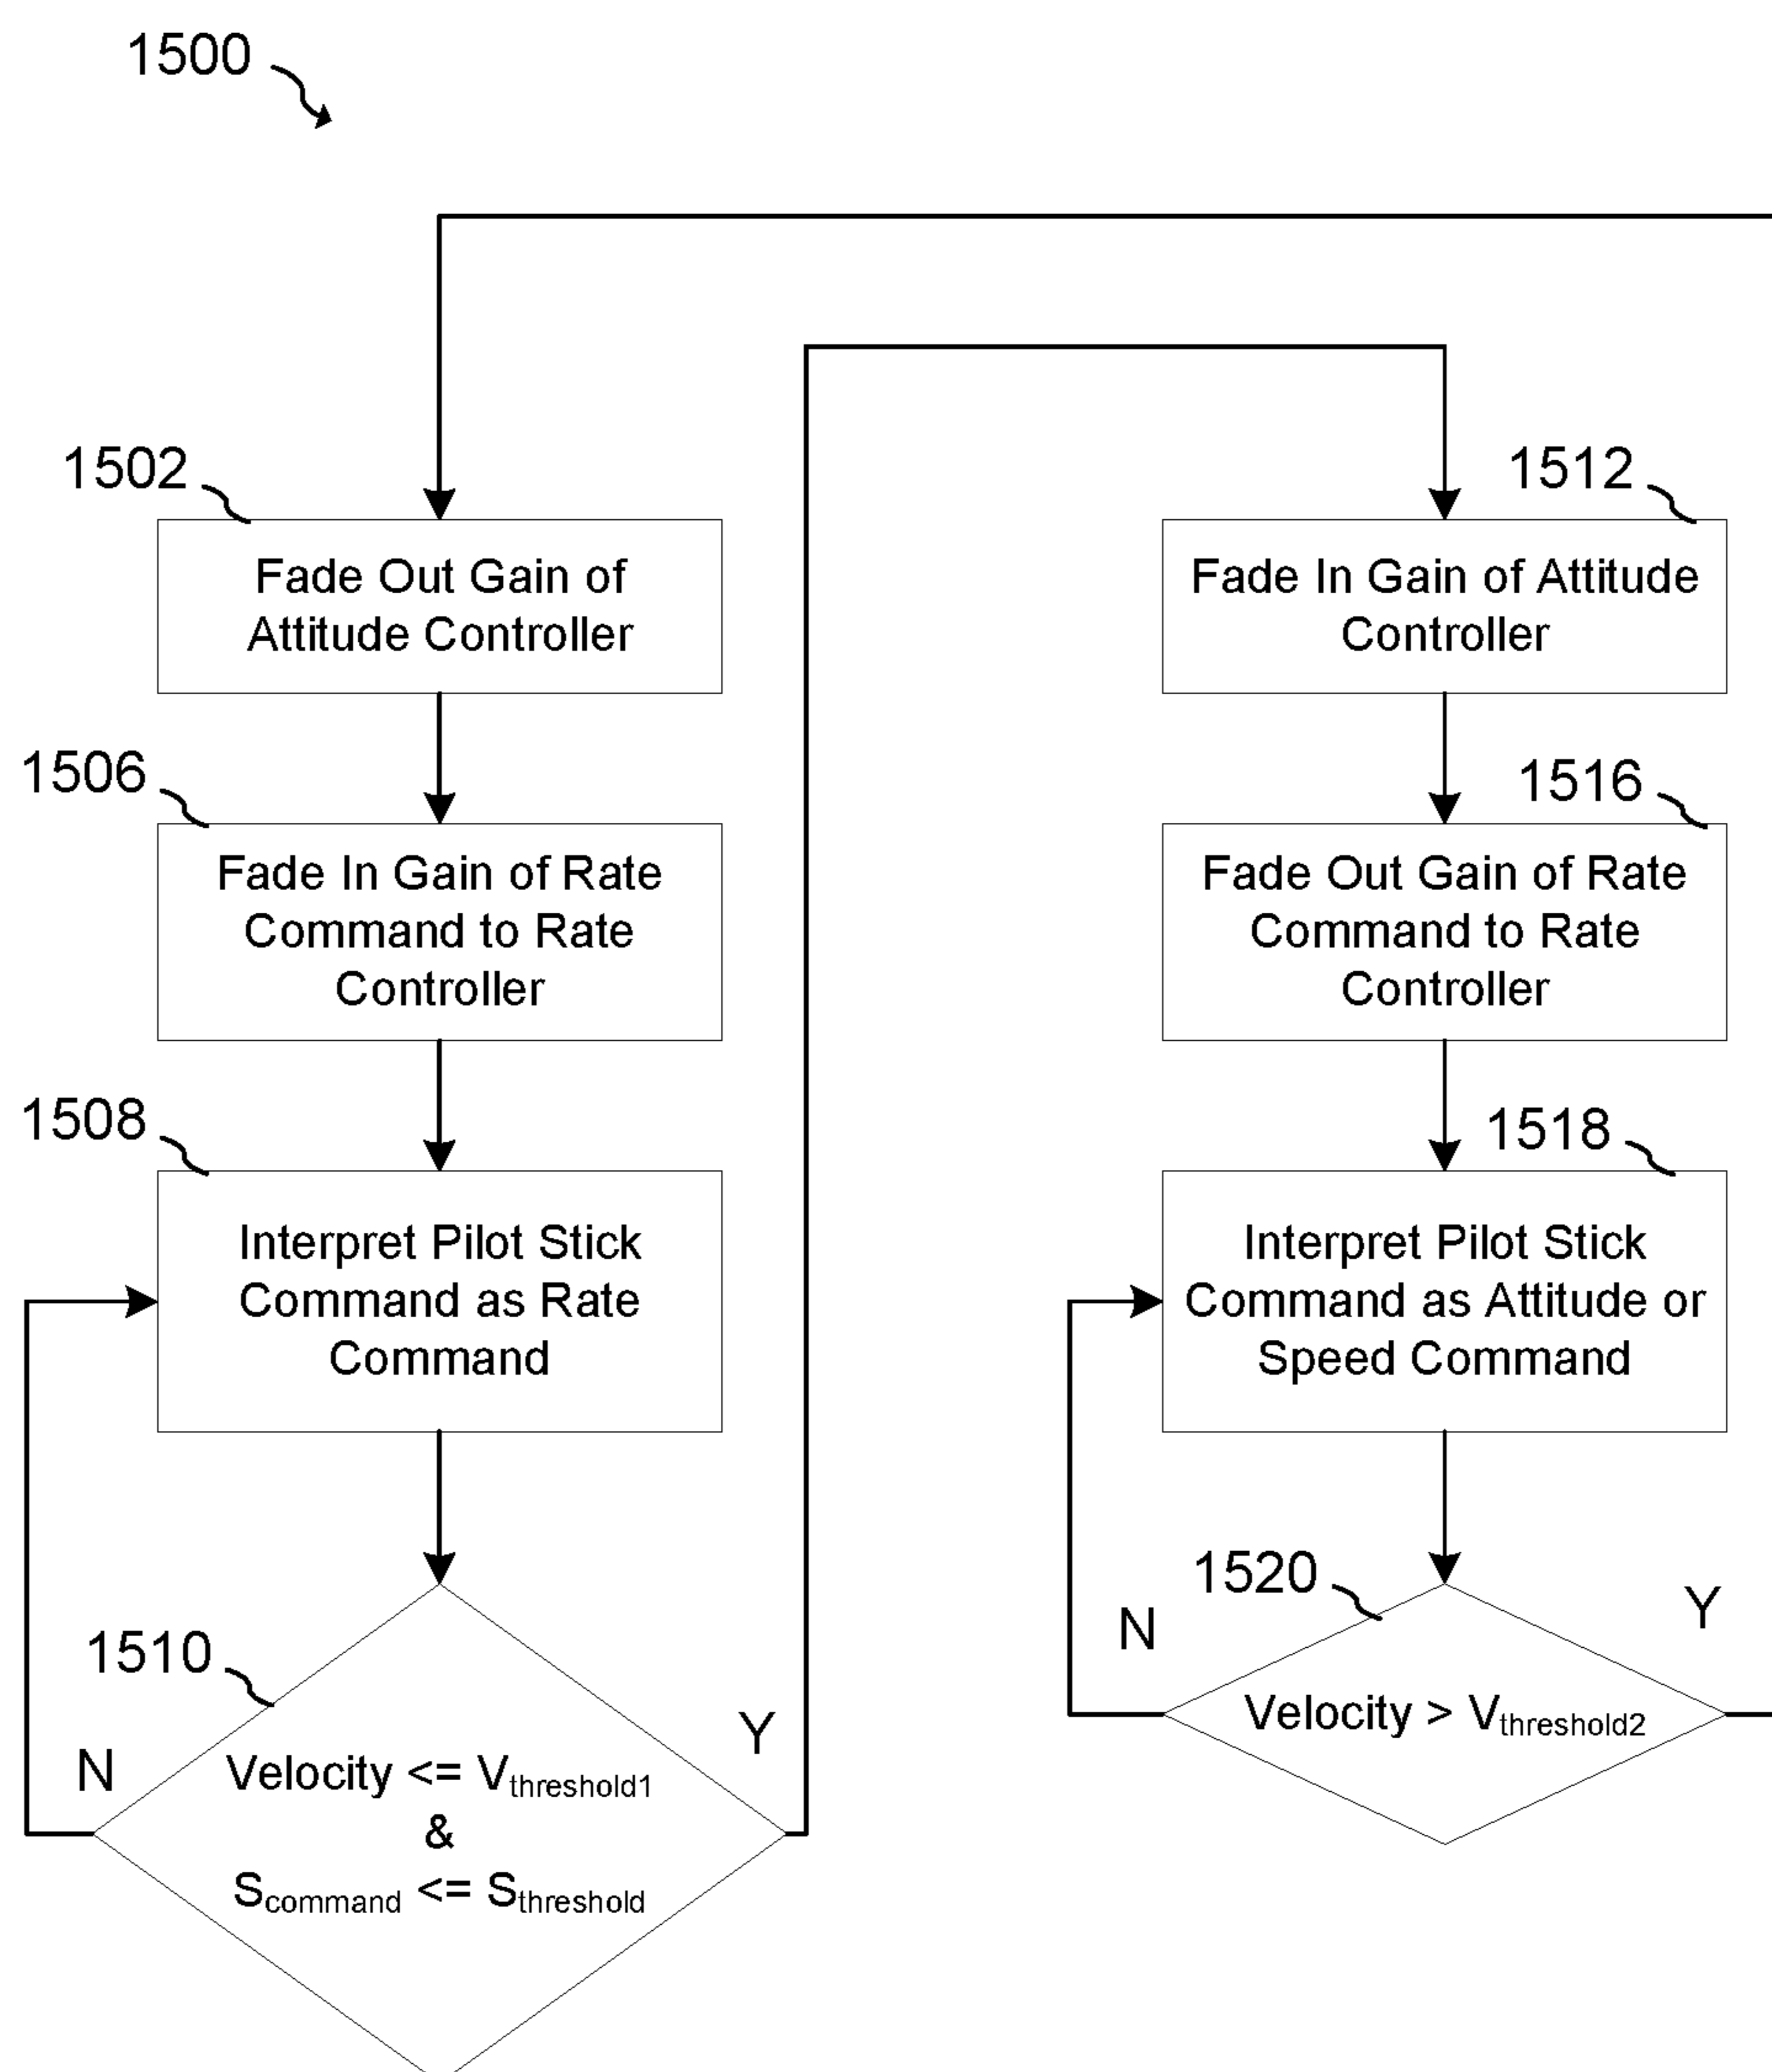 1500
1502
Fade Out Gain of
Attitude Controller
1506
Fade In Gain of Rate
Command to Rate
Controller
1508
Interpret Pilot Stick
Command as Rate
Command
1510
N
Y
Velocity <= Vthreshold1
&
Scommand <= Sthreshold
1512
Fade In Gain of Attitude
Controller
1516
Fade Out Gain of Rate
Command to Rate
Controller
1518
Interpret Pilot Stick
Command as Attitude or
Speed Command
1520
N
Y
Velocity > Vthreshold2